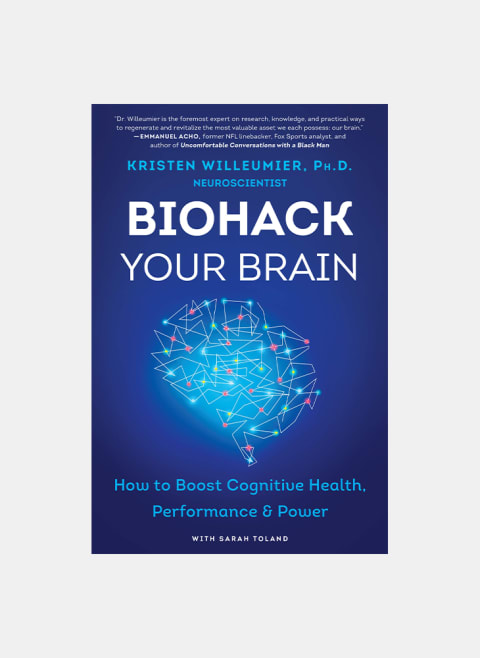 "Dr. Willeumier is the foremost expert on research, knowledge, and practical ways
to regenerate and revitalize the most valuable asset we each possess: our brain."
—EMMANUEL ACHO, former NFL linebacker, Fox Sports analyst, and
author of Uncomfortable Conversations with a Black Man
KRISTEN WILLEUMIER, PH.D.
NEUROSCIENTIST
BIOHACK
YOUR BRAIN
How to Boost Cognitive Health,
Performance & Power
WITH SARAH TOLAND